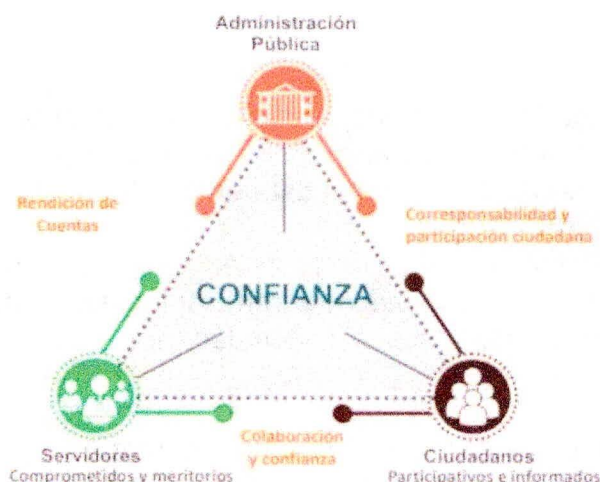 Administración
Pública
Rendición de
Cuentas
Corresponsabilidad y
participación ciudadana
CONFIANZA
Colaboración
y confianza
Servidores
Comprometidos y meritorios
Ciudadanos
Participativos e informados